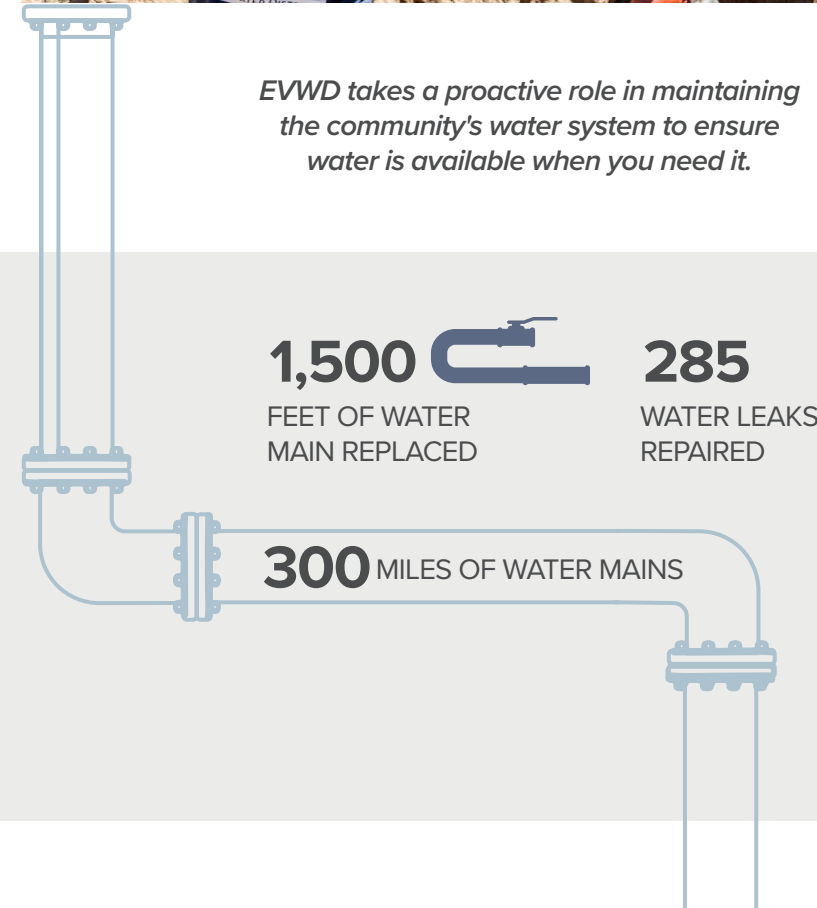 EVWD takes a proactive role in maintaining
the community's water system to ensure
water is available when you need it.
1,500
FEET OF WATER
MAIN REPLACED
285
WATER LEAKS
REPAIRED
300 MILES OF WATER MAINS